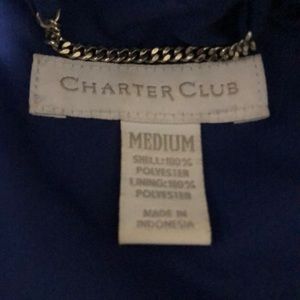 CHARTER CLUB
MEDIUM
SHELL: 100%
POLYESTER
LINING: 100%
POLYESTER
MADE IN
INDONESIA